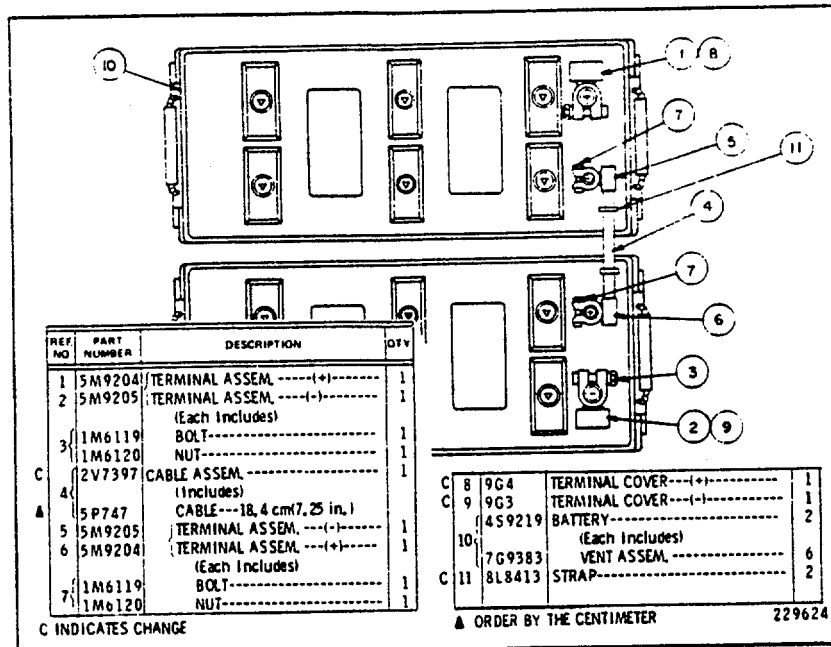 10
1 8
7
5
11
4
7
6
3
2 9
REF. NO PART NUMBER DESCRIPTION QTY
1 5M9204 TERMINAL ASSEM. -----(+)------ 1
2 5M9205 TERMINAL ASSEM. -----(-)------ 1
(Each Includes)
3 1M6119 BOLT---------------- 1
1M6120 NUT----------------- 1
C 4 2V7397 CABLE ASSEM. ---------------- 1
(Includes)
▲ 5P747 CABLE---18.4 cm(7.25 in.)
5 5M9205 TERMINAL ASSEM. ---(-)------ 1
6 5M9204 TERMINAL ASSEM. ---(+)------ 1
(Each Includes)
7 1M6119 BOLT------------- 1
1M6120 NUT-------------- 1
C INDICATES CHANGE
C 8 9G4 TERMINAL COVER---(+)------- 1
C 9 9G3 TERMINAL COVER---(-)------- 1
10 4S9219 BATTERY------------------ 2
(Each Includes)
7G9383 VENT ASSEM. --------------- 6
C 11 8L8413 STRAP--------------------- 2
▲ ORDER BY THE CENTIMETER 229624